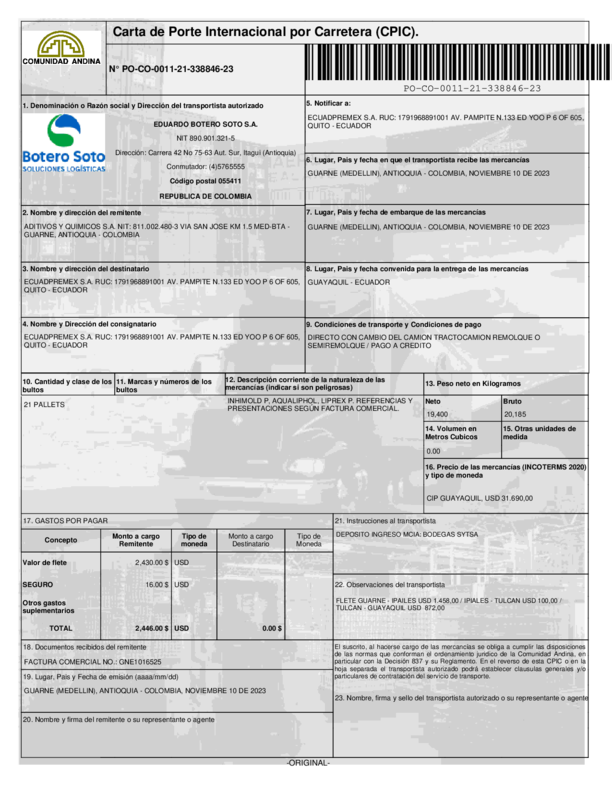 Carta de Porte Internacional por Carretera (CPIC).
COMUNIDAD ANDINA
N° PO-CO-0011-21-338846-23
PO-CO-0011-21-338846-23
1. Denominación o Razón social y Dirección del transportista autorizado
EDUARDO BOTERO SOTO S.A.
NIT 890.901.321-5
Botero Soto
SOLUCIONES LOGÍSTICAS
Dirección: Carrera 42 No 75-63 Aut. Sur, Itagui (Antioquia)
Conmutador: (4)5765555
Código postal 055411
REPUBLICA DE COLOMBIA
5. Notificar a:
ECUADPREMEX S.A. RUC: 1791968891001 AV. PAMPITE N.133 ED YOO P 6 OF 605,
QUITO - ECUADOR
6. Lugar, Pais y fecha en que el transportista recibe las mercancías
GUARNE (MEDELLIN), ANTIOQUIA - COLOMBIA, NOVIEMBRE 10 DE 2023
2. Nombre y dirección del remitente
ADITIVOS Y QUIMICOS S.A. NIT: 811.002.480-3 VIA SAN JOSE KM 1.5 MED-BTA -
GUARNE, ANTIOQUIA - COLOMBIA
7. Lugar, Pais y fecha de embarque de las mercancías
GUARNE (MEDELLIN), ANTIOQUIA - COLOMBIA, NOVIEMBRE 10 DE 2023
3. Nombre y dirección del destinatario
ECUADPREMEX S.A. RUC: 1791968891001 AV. PAMPITE N.133 ED YOO P 6 OF 605,
QUITO - ECUADOR
8. Lugar, Pais y fecha convenida para la entrega de las mercancías
GUAYAQUIL - ECUADOR
4. Nombre y Dirección del consignatario
ECUADPREMEX S.A. RUC: 1791968891001 AV. PAMPITE N.133 ED YOO P 6 OF 605,
QUITO - ECUADOR
9. Condiciones de transporte y Condiciones de pago
DIRECTO CON CAMBIO DEL CAMION TRACTOCAMION REMOLQUE O
SEMIREMOLQUE / PAGO A CREDITO
10. Cantidad y clase de los
bultos
11. Marcas y números de los
bultos
12. Descripción corriente de la naturaleza de las
mercancías (indicar si son peligrosas)
13. Peso neto en Kilogramos
21 PALLETS
INHIMOLD P, AQUALIPHOL, LIPREX P. REFERENCIAS Y
PRESENTACIONES SEGÚN FACTURA COMERCIAL.
Neto
Bruto
19,400
20,185
14. Volumen en
Metros Cubicos
15. Otras unidades de
medida
0.00
16. Precio de las mercancías (INCOTERMS 2020)
y tipo de moneda
CIP GUAYAQUIL, USD 31.690,00
17. GASTOS POR PAGAR
Concepto
Monto a cargo
Remitente
Tipo de
moneda
Monto a cargo
Destinatario
Tipo de
Moneda
Valor de flete
2,430.00 $
USD
SEGURO
16.00 $
USD
Otros gastos
suplementarios
TOTAL
2,446.00 $
USD
0.00 $
21. Instrucciones al transportista
DEPOSITO INGRESO MCIA: BODEGAS SYTSA
22. Observaciones del transportista
FLETE GUARNE - IPAILES USD 1.458,00 / IPIALES - TULCAN USD 100,00 /
TULCAN - GUAYAQUIL USD 872,00
18. Documentos recibidos del remitente
FACTURA COMERCIAL NO.: GNE1016525
19. Lugar, Pais y Fecha de emisión (aaaa/mm/dd)
GUARNE (MEDELLIN), ANTIOQUIA - COLOMBIA, NOVIEMBRE 10 DE 2023
20. Nombre y firma del remitente o su representante o agente
El suscrito, al hacerse cargo de las mercancías se obliga a cumplir las disposiciones
de las normas que conforman el ordenamiento jurídico de la Comunidad Andina, en
particular con la Decisión 837 y su Reglamento. En el reverso de esta CPIC o en la
hoja separada el transportista autorizado podrá establecer clausulas generales y/o
particulares de contratación del servicio de transporte.
23. Nombre, firma y sello del transportista autorizado o su representante o agente
-ORIGINAL-